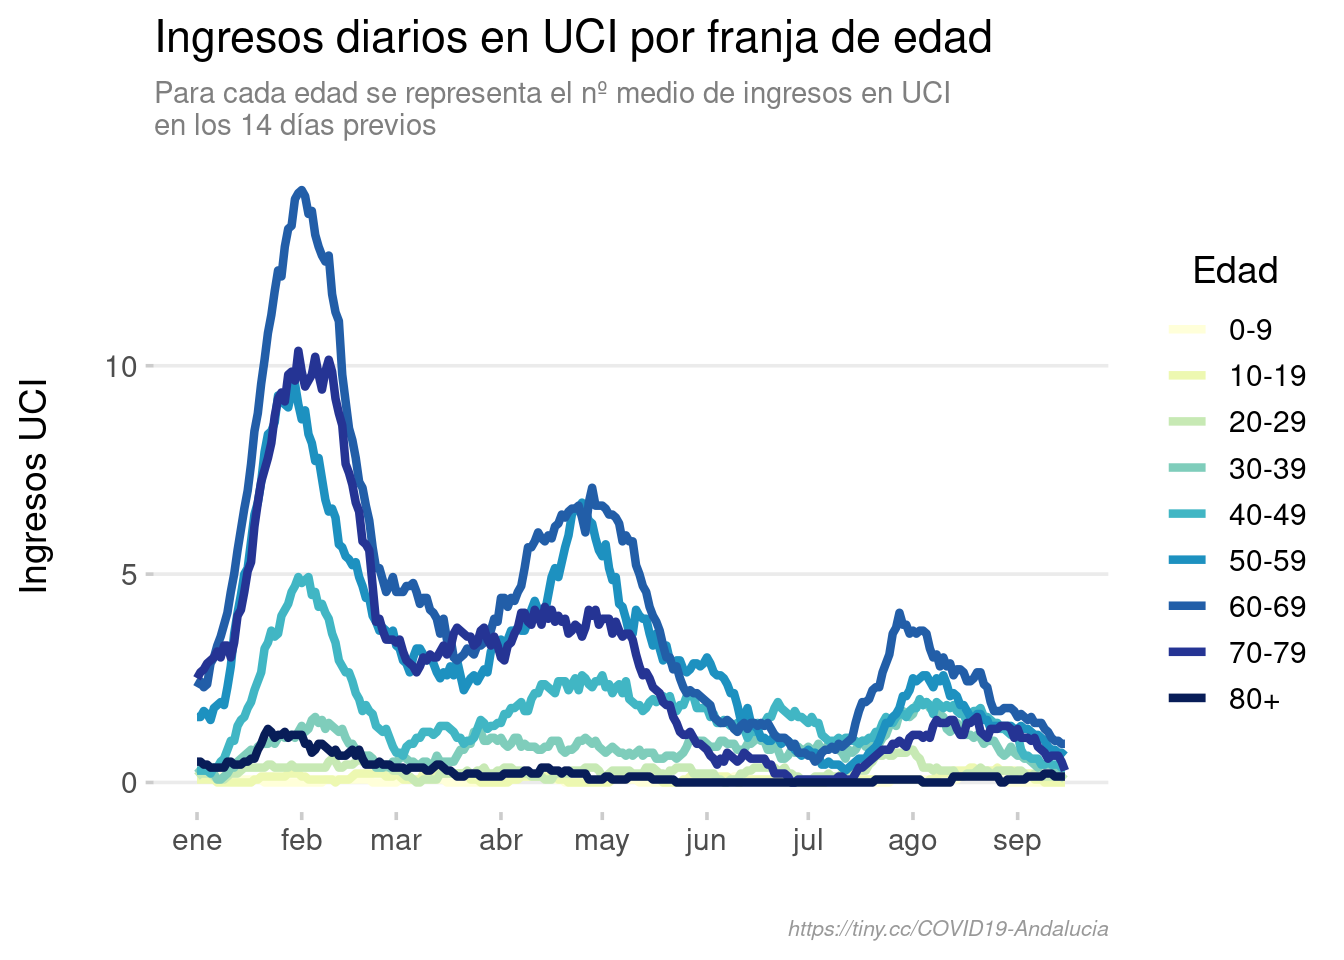 Ingresos diarios en UCI por franja de edad
Para cada edad se representa el nº medio de ingresos en UCI
en los 14 días previos
Ingresos UCI
10
5
0
ene feb mar abr may jun jul ago sep
Edad
0-9
10-19
20-29
30-39
40-49
50-59
60-69
70-79
80+
https://tiny.cc/COVID19-Andalucia